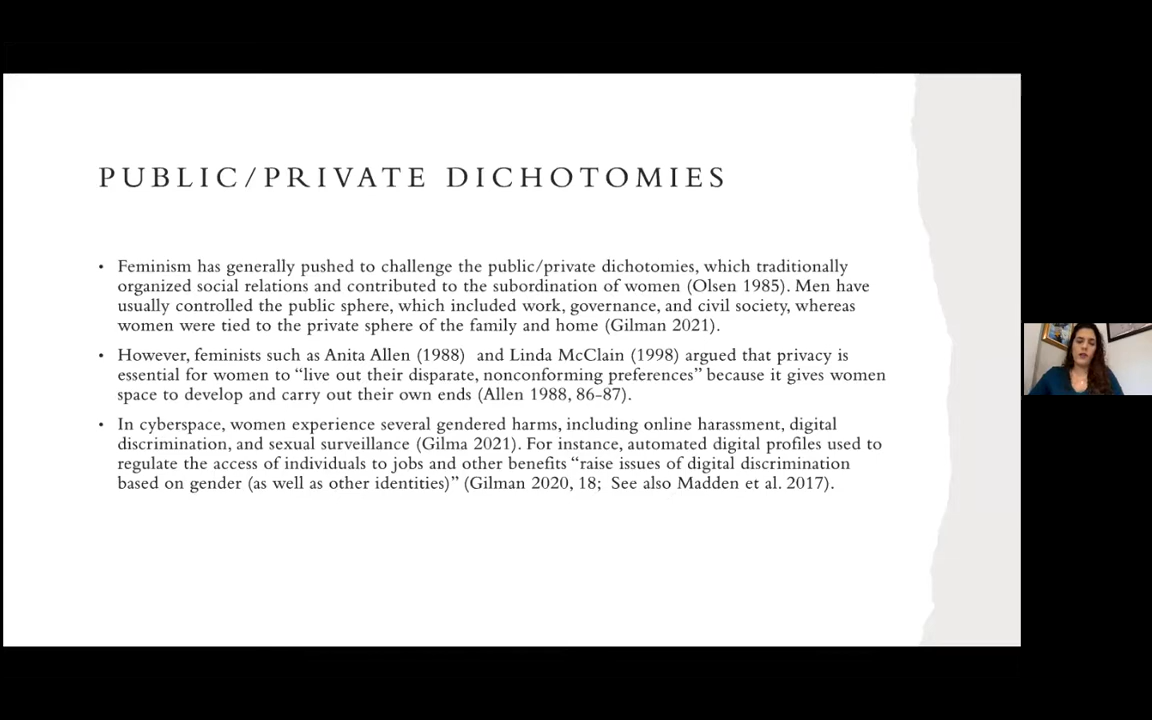 PUBLIC/PRIVATE DICHOTOMIES
• Feminism has generally pushed to challenge the public/private dichotomies, which traditionally
organized social relations and contributed to the subordination of women (Olsen 1985). Men have
usually controlled the public sphere, which included work, governance, and civil society, whereas
women were tied to the private sphere of the family and home (Gilman 2021).
• However, feminists such as Anita Allen (1988)  and Linda McClain (1998) argued that privacy is
essential for women to “live out their disparate, nonconforming preferences” because it gives women
space to develop and carry out their own ends (Allen 1988, 86-87).
• In cyberspace, women experience several gendered harms, including online harassment, digital
discrimination, and sexual surveillance (Gilma 2021). For instance, automated digital profiles used to
regulate the access of individuals to jobs and other benefits “raise issues of digital discrimination
based on gender (as well as other identities)” (Gilman 2020, 18;  See also Madden et al. 2017).